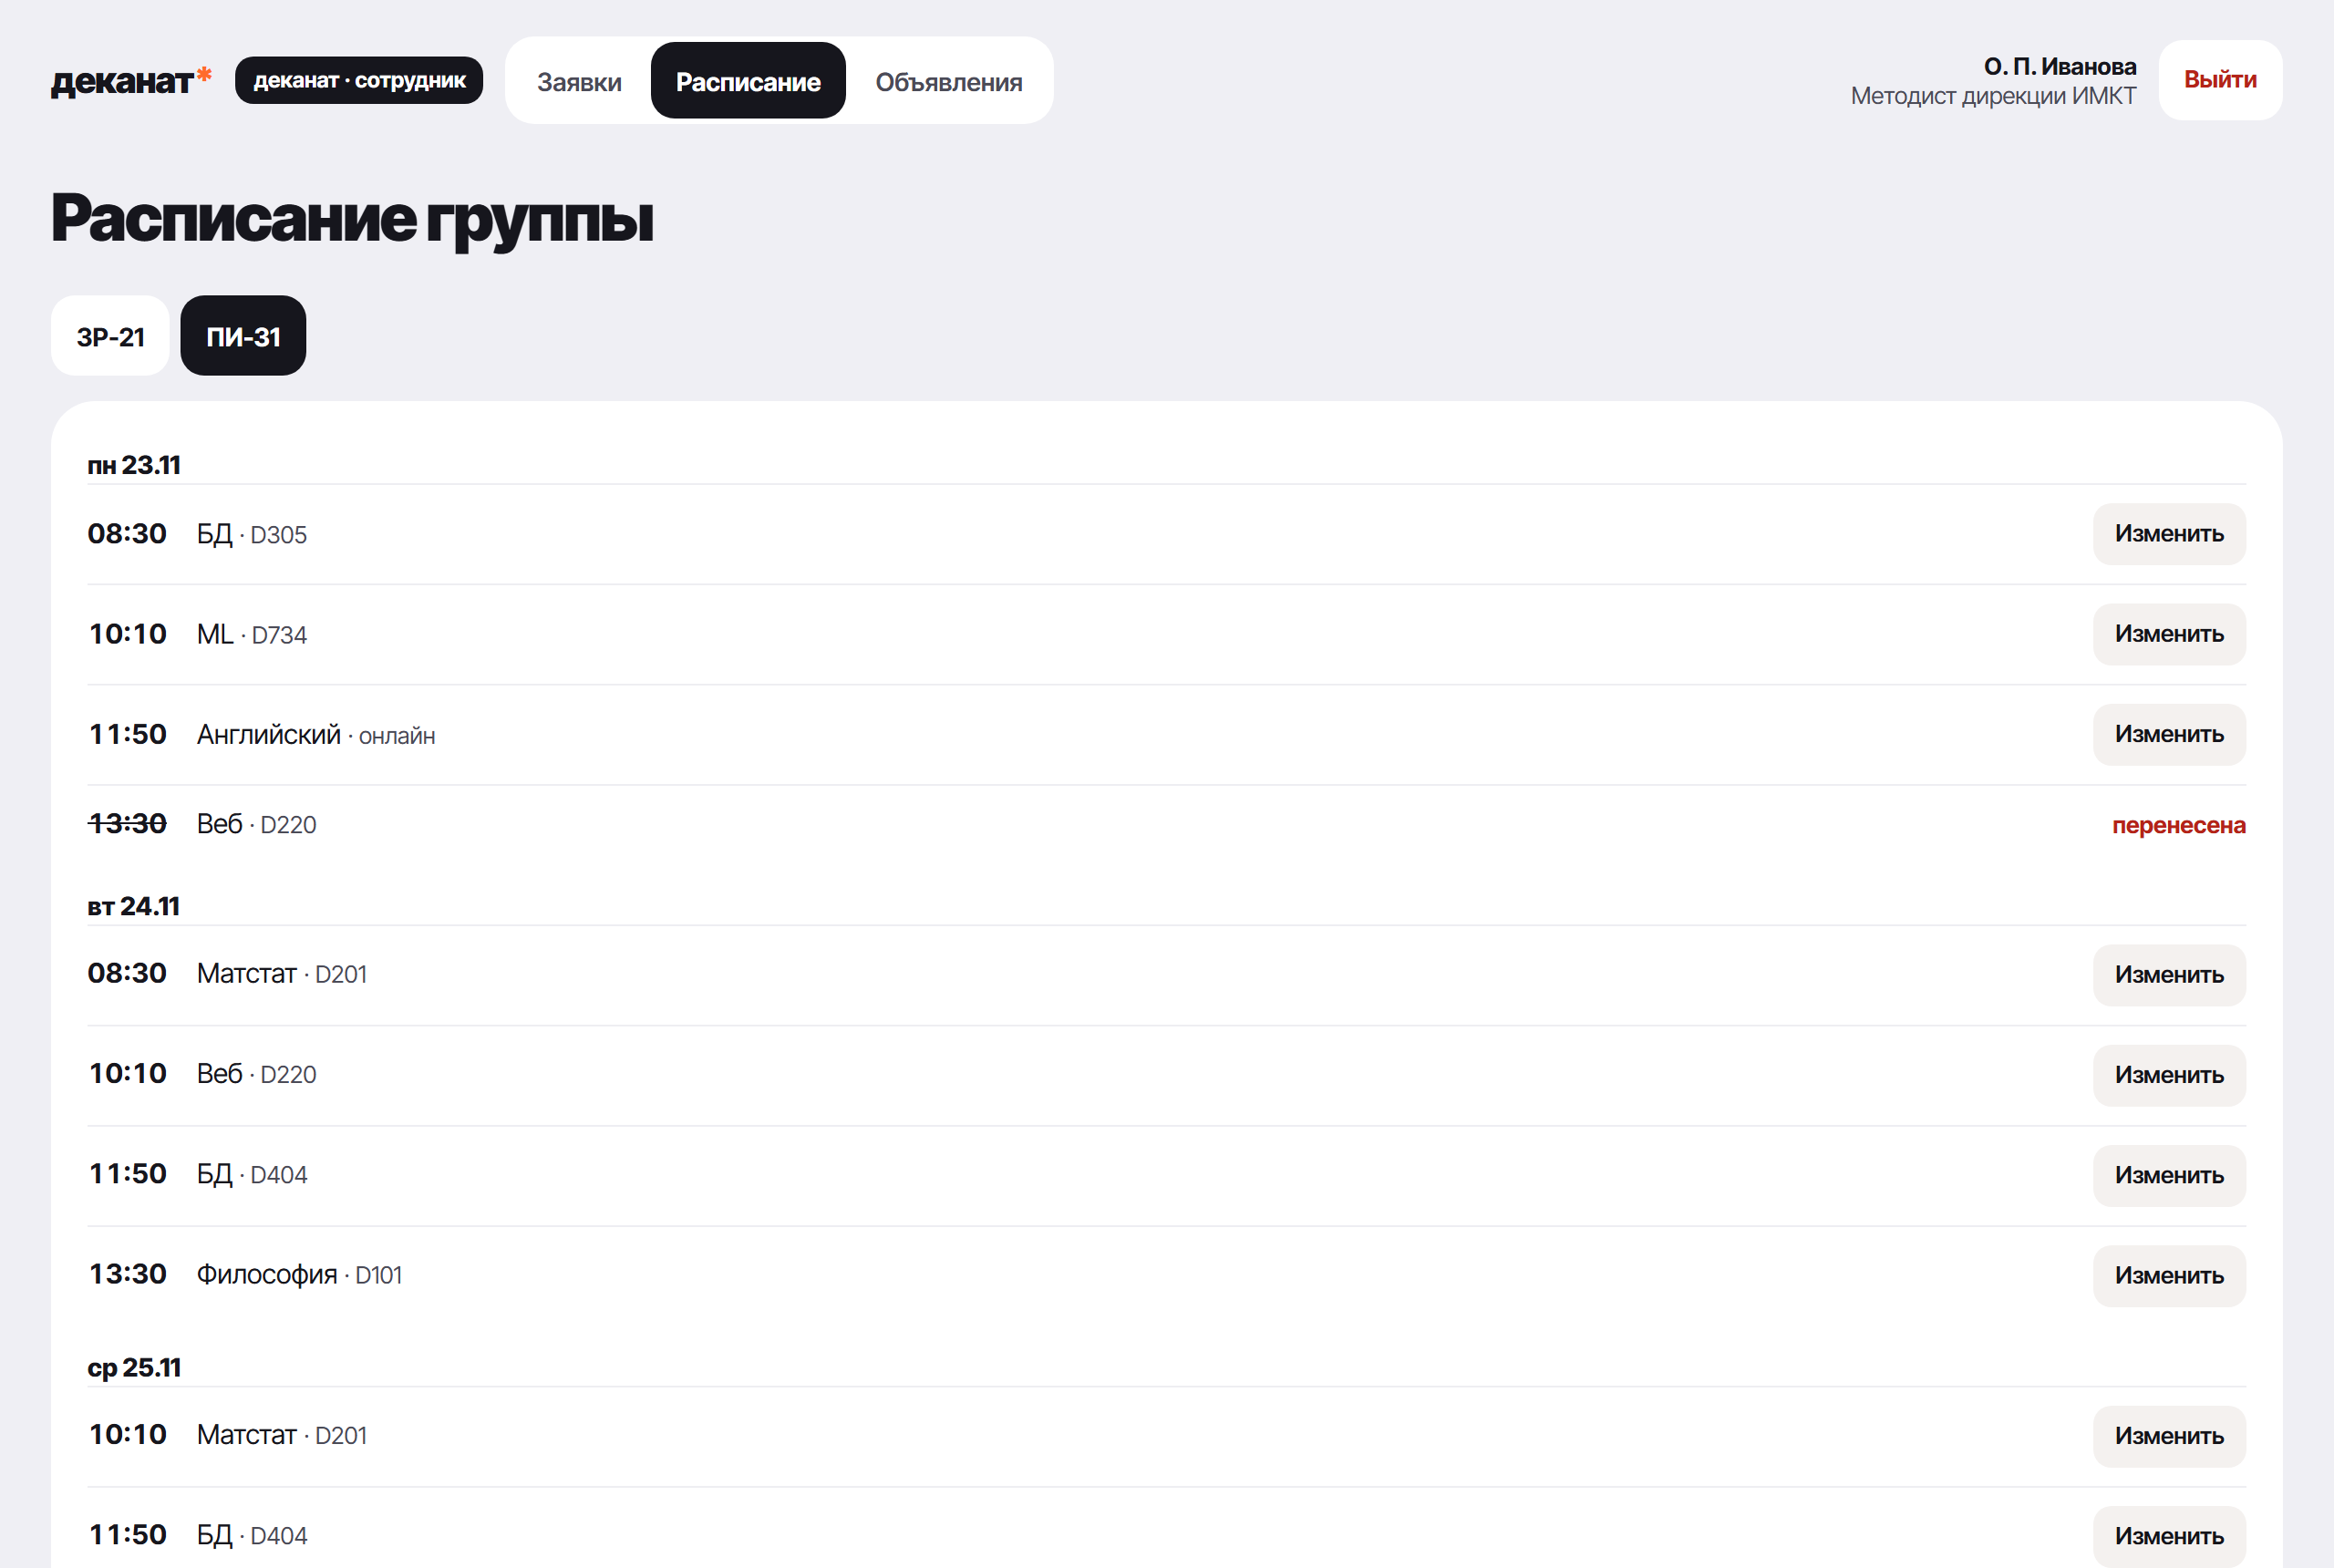 деканат*
деканат · сотрудник
Заявки
Расписание
Объявления
О. П. Иванова
Методист дирекции ИМКТ
Выйти
Расписание группы
ЗР-21
ПИ-31
пн 23.11
08:30 БД · D305 Изменить
10:10 ML · D734 Изменить
11:50 Английский · онлайн Изменить
13:30 Веб · D220 перенесена
вт 24.11
08:30 Матстат · D201 Изменить
10:10 Веб · D220 Изменить
11:50 БД · D404 Изменить
13:30 Философия · D101 Изменить
ср 25.11
10:10 Матстат · D201 Изменить
11:50 БД · D404 Изменить